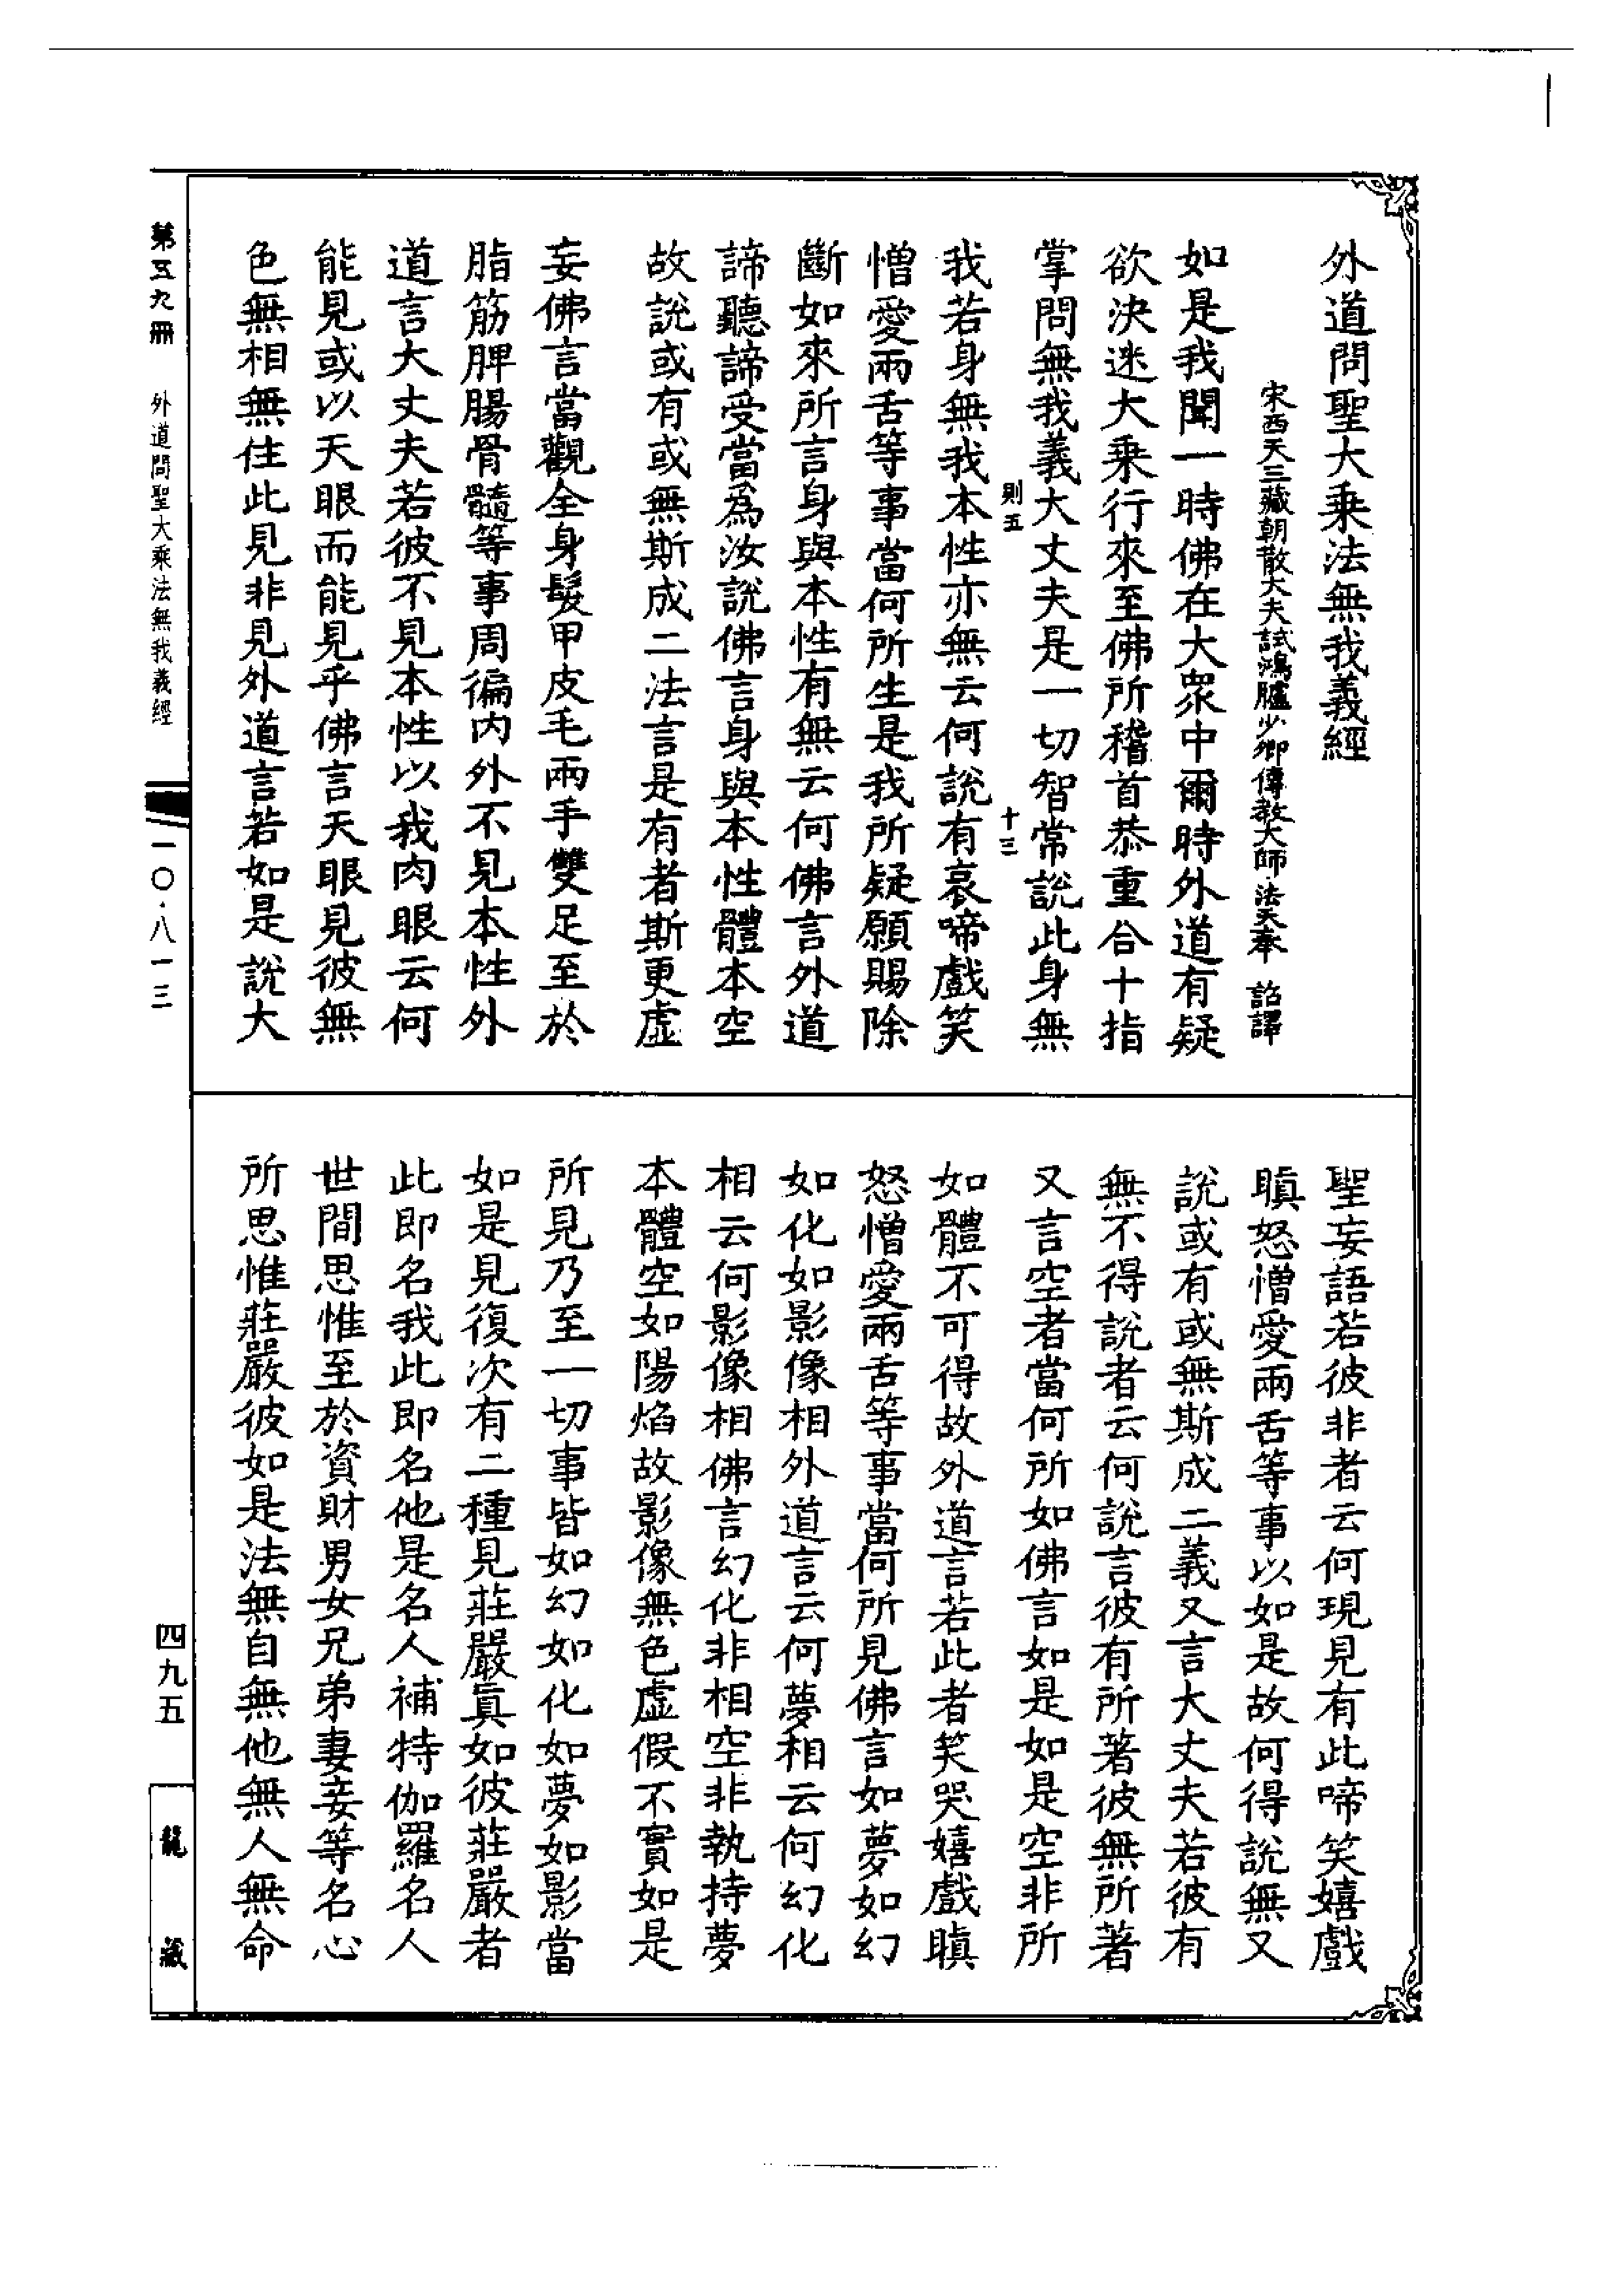 外道問聖大乘法無我義經
宋西天三藏朝散大夫試鴻臚少卿傳教大師法天奉 詔譯
如是我聞一時佛在大衆中爾時外道有疑
欲決迷大乘行來至佛所稽首恭重合十指
掌問無我義大丈夫是一切智常說此身無
則五 十三
我若身無我本性亦無云何說有哀啼戲笑
憎愛兩舌等事當何所生是我所疑願賜除
斷如來所言身與本性有無云何佛言外道
諦聽諦受當為汝說佛言身與本性體本空
故說或有或無斯成二法言是有者斯更虛
妄佛言當觀全身髮甲皮毛兩手雙足至於
脂筋脾腸骨髓等事周徧內外不見本性外
道言大丈夫若彼不見本性以我肉眼云何
能見或以天眼而能見乎佛言天眼見彼無
色無相無住此見非見外道言若如是說大
聖妄語若彼非者云何現見有此啼笑嬉戲
瞋怒憎愛兩舌等事以如是故何得說無又
說或有或無斯成二義又言大丈夫若彼有
無不得說者云何說言彼有所著彼無所著
又言空者當何所如佛言如是如是空非所
如體不可得故外道言若此者笑哭嬉戲瞋
怒憎愛兩舌等事當何所見佛言如夢如幻
如化如影像相外道言云何夢相云何幻化
相云何影像相佛言幻化非相空非執持夢
本體空如陽焰故影像無色虛假不實如是
所見乃至一切事皆如幻如化如夢如影當
如是見復次有二種見莊嚴真如彼莊嚴者
此即名我此即名他是名人補特伽羅名人
世間思惟至於資財男女兄弟妻妾等名心
所思惟莊嚴彼如是法無自無他無人無命
第五九冊 外道問聖大乘法無我義經 一〇·八一三 四九五 龍藏